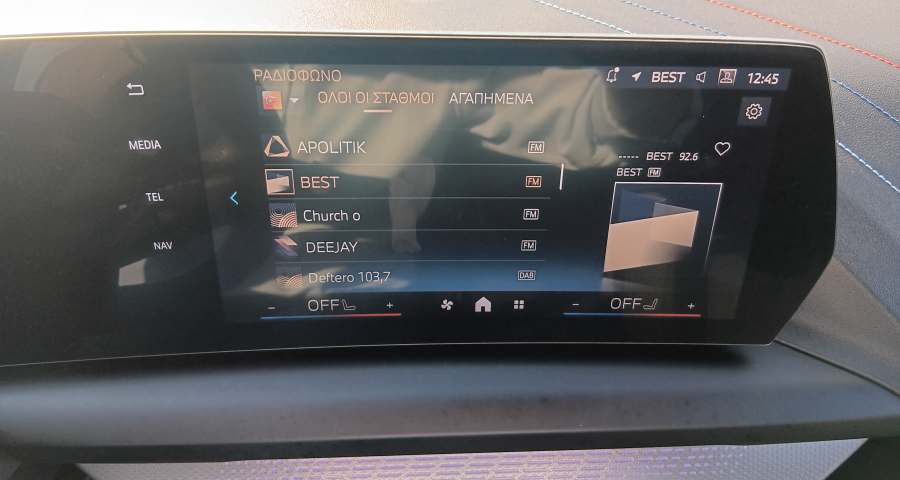 ΡΑΔΙΟΦΩΝΟ
BEST 12:45
ΟΛΟΙ ΟΙ ΣΤΑΘΜΟΙ ΑΓΑΠΗΜΕΝΑ
MEDIA
TEL
NAV
APOLITIK FM
BEST FM
Church o FM
DEEJAY FM
Deftero 103,7 DAB
----- BEST 92.6
BEST FM
- OFF +
- OFF +